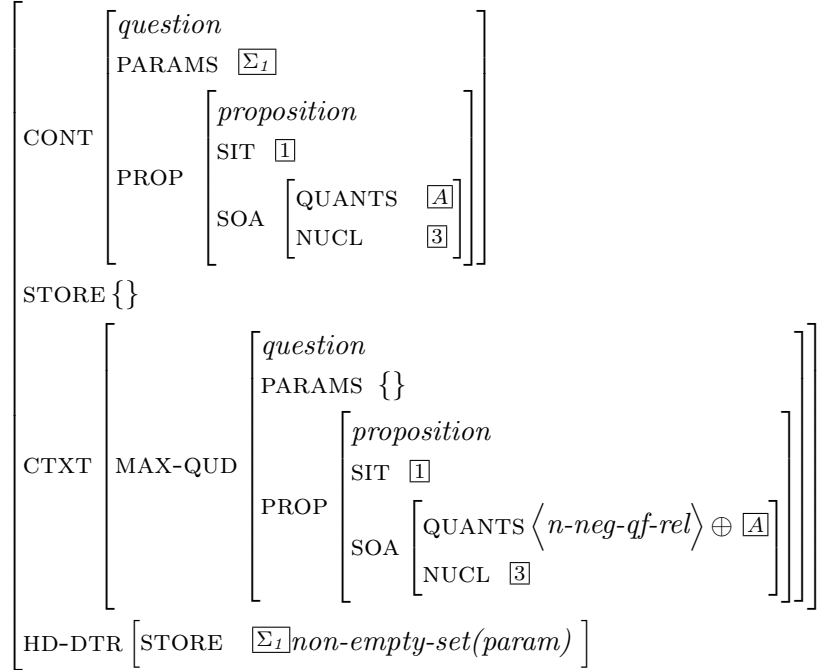 question
PARAMS Σ1
proposition
SIT 1
CONT
PROP
QUANTS A
SOA
NUCL 3
STORE {}
question
PARAMS {}
proposition
CTXT MAX-QUD
SIT 1
PROP
QUANTS ⟨n-neg-qf-rel⟩ ⊕ A
SOA
NUCL 3
HD-DTR [STORE Σ1 non-empty-set(param) ]